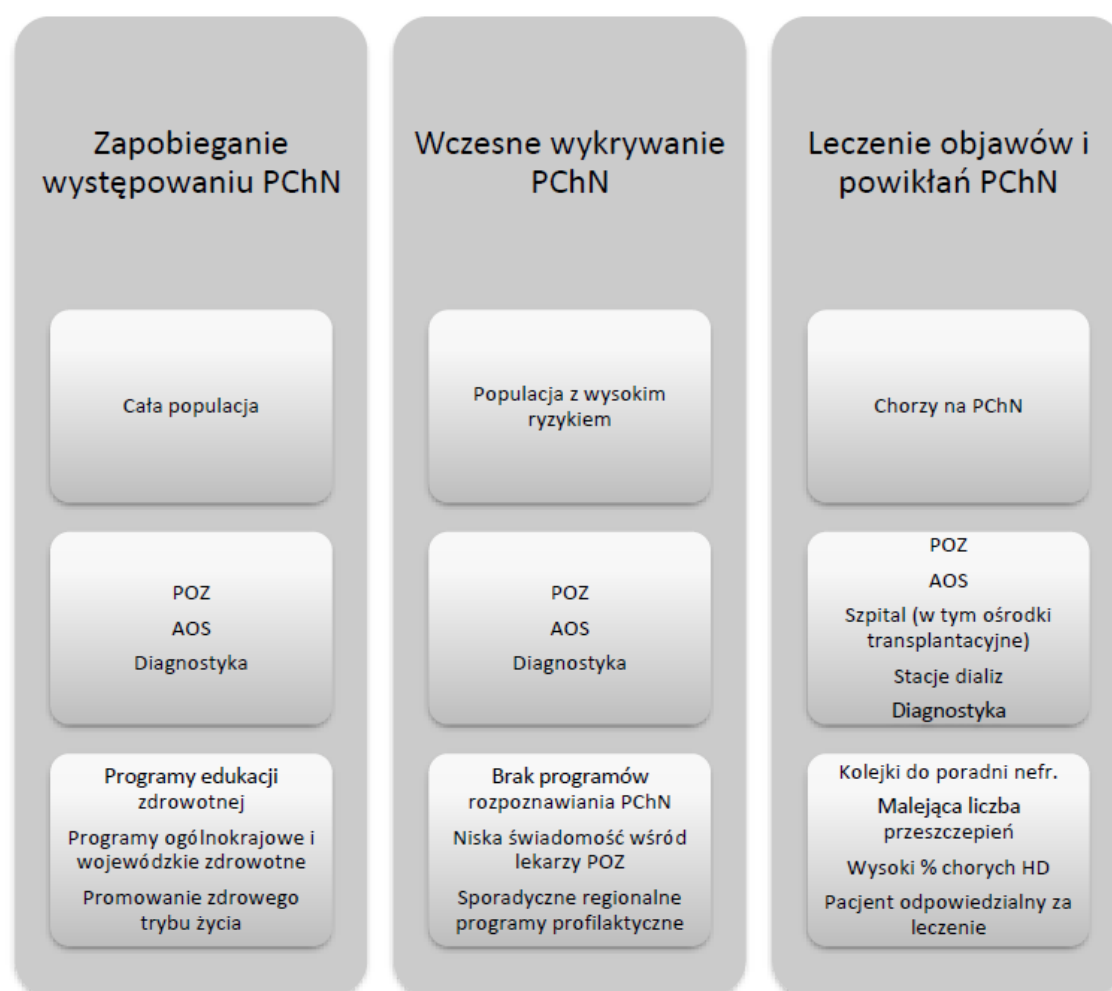 Zapobieganie
występowaniu PChN
Cała populacja
POZ
AOS
Diagnostyka
Programy edukacji
zdrowotnej
Programy ogólnokrajowe i
wojewódzkie zdrowotne
Promowanie zdrowego
trybu życia
Wczesne wykrywanie
PChN
Populacja z wysokim
ryzykiem
POZ
AOS
Diagnostyka
Brak programów
rozpoznawania PChN
Niska świadomość wśród
lekarzy POZ
Sporadyczne regionalne
programy profilaktyczne
Leczenie objawów i
powikłań PChN
Chorzy na PChN
POZ
AOS
Szpital (w tym ośrodki
transplantacyjne)
Stacje dializ
Diagnostyka
Kolejki do poradni nefr.
Malejąca liczba
przeszczepień
Wysoki % chorych HD
Pacjent odpowiedzialny za
leczenie